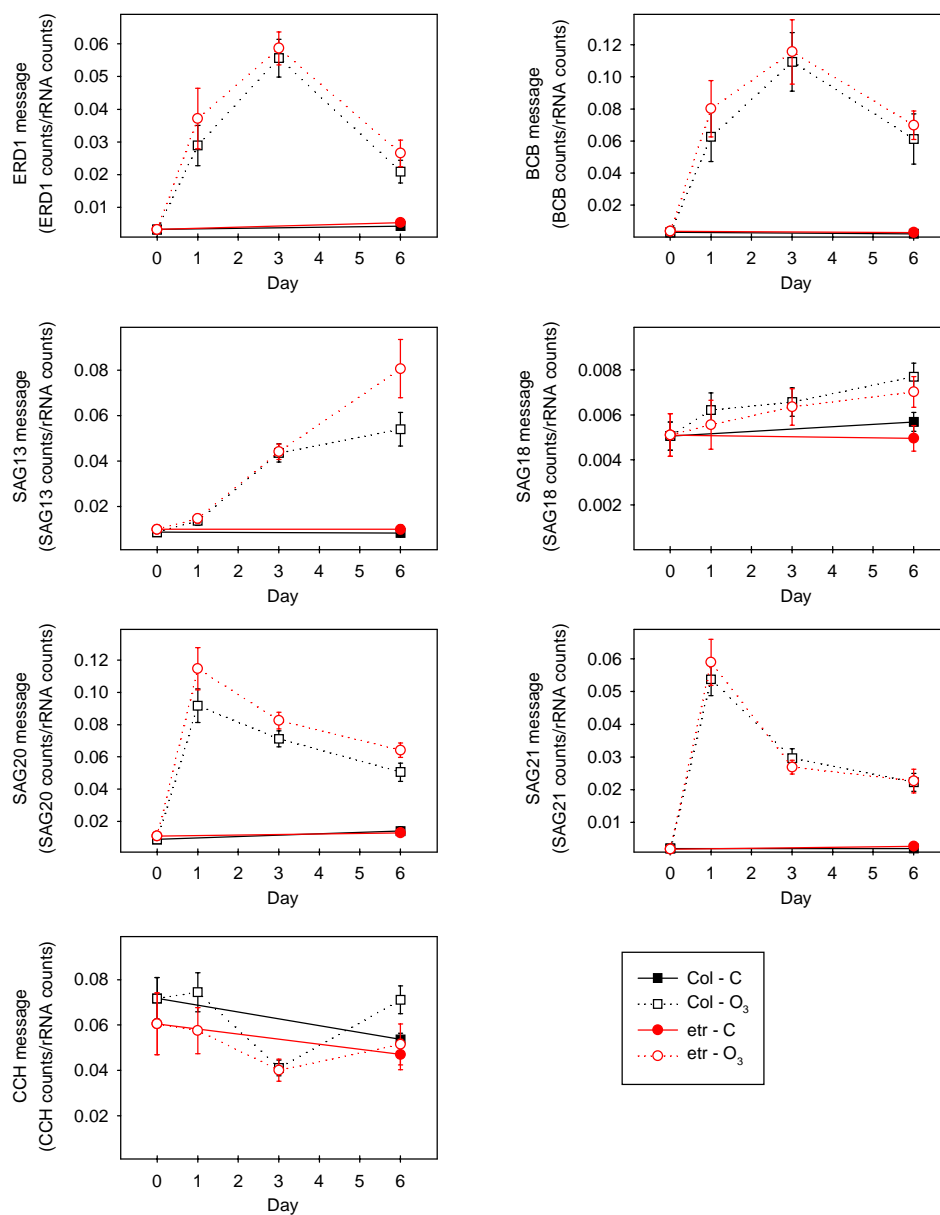 ERD1 message
(ERD1 counts/rRNA counts)
0.06
0.05
0.04
0.03
0.02
0.01
0 1 2 3 4 5 6
Day
BCB message
(BCB counts/rRNA counts)
0.12
0.10
0.08
0.06
0.04
0.02
0 1 2 3 4 5 6
Day
SAG13 message
(SAG13 counts/rRNA counts)
0.08
0.06
0.04
0.02
0 1 2 3 4 5 6
Day
SAG18 message
(SAG18 counts/rRNA counts)
0.008
0.006
0.004
0.002
0 1 2 3 4 5 6
Day
SAG20 message
(SAG20 counts/rRNA counts)
0.12
0.10
0.08
0.06
0.04
0.02
0 1 2 3 4 5 6
Day
SAG21 message
(SAG21 counts/rRNA counts)
0.06
0.05
0.04
0.03
0.02
0.01
0 1 2 3 4 5 6
Day
CCH message
(CCH counts/rRNA counts)
0.08
0.06
0.04
0.02
0 1 2 3 4 5 6
Day
Col - C
Col - O₃
etr - C
etr - O₃